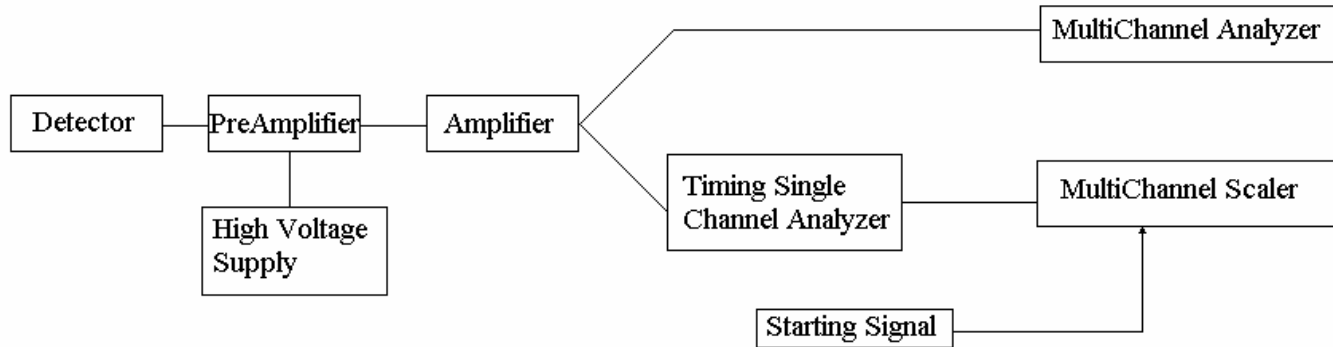 MultiChannel Analyzer
Detector
PreAmplifier
Amplifier
Timing Single
Channel Analyzer
MultiChannel Scaler
High Voltage
Supply
Starting Signal